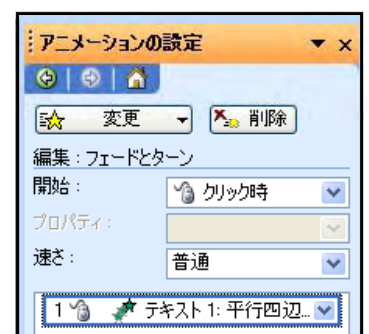 アニメーションの設定
変更 削除
編集：フェードとターン
開始： クリック時
プロパティ：
速さ： 普通
1 テキスト 1: 平行四辺...